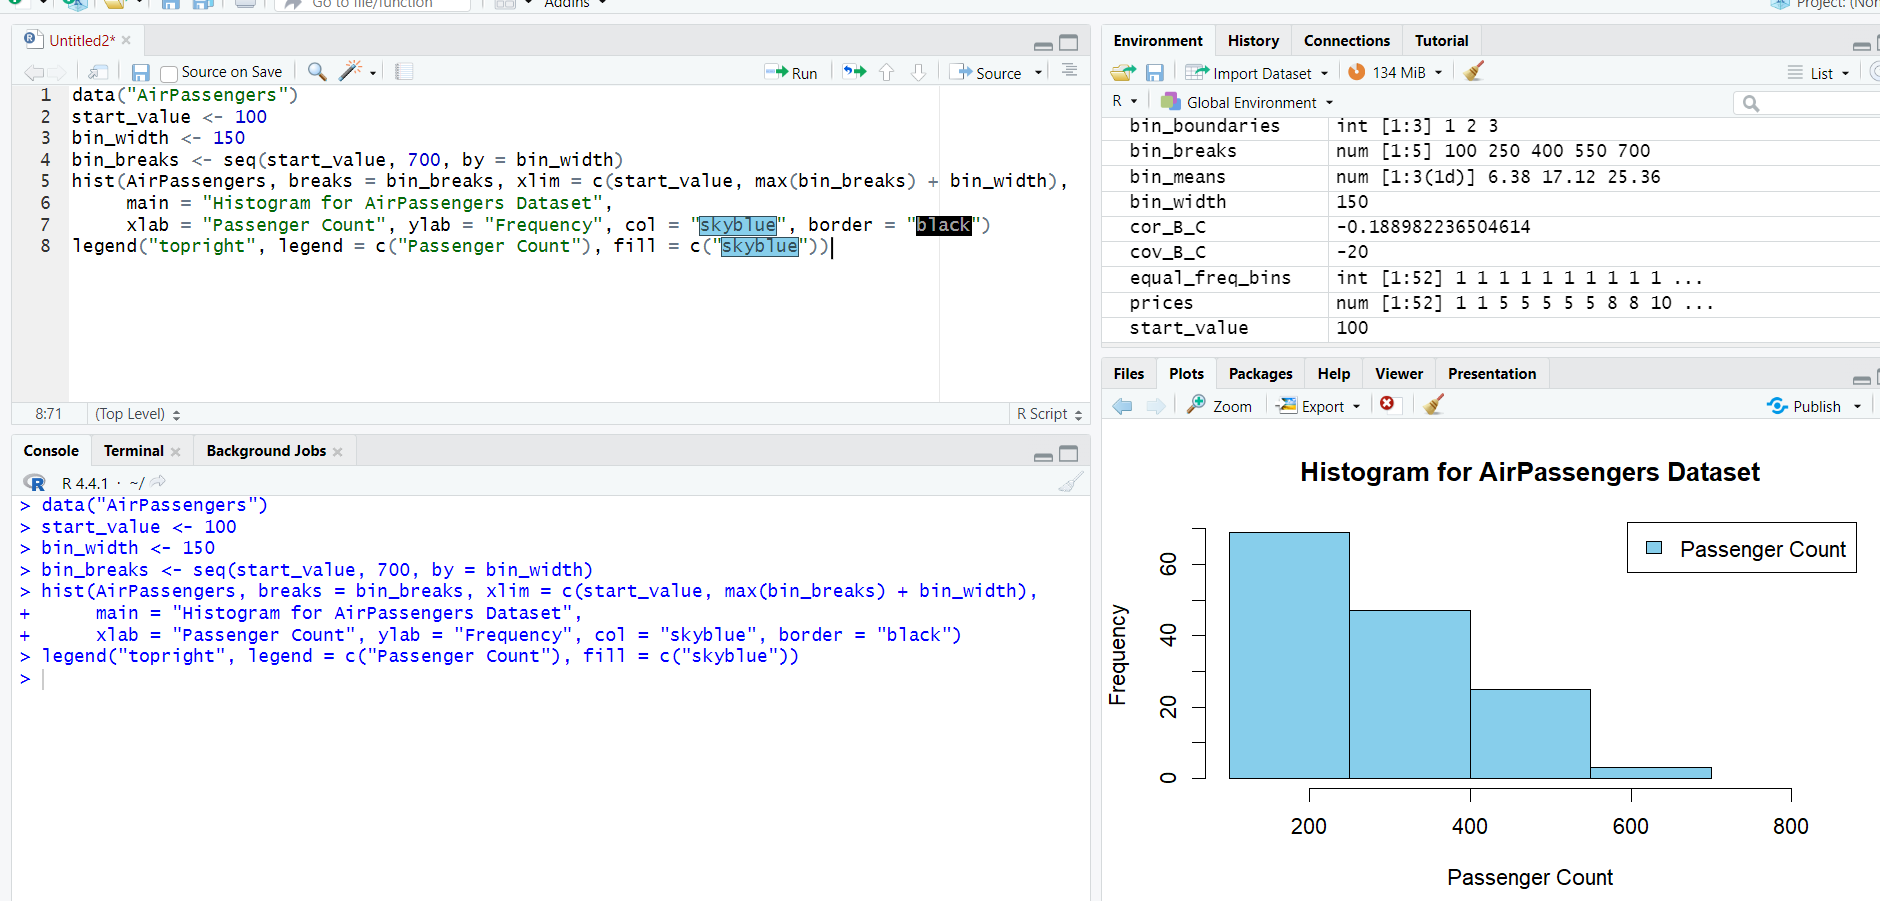 Go to file/function
Addins
Project: (Non
Untitled2*
Source on Save
Run
Source
1 data("AirPassengers")
2 start_value <- 100
3 bin_width <- 150
4 bin_breaks <- seq(start_value, 700, by = bin_width)
5 hist(AirPassengers, breaks = bin_breaks, xlim = c(start_value, max(bin_breaks) + bin_width),
6      main = "Histogram for AirPassengers Dataset",
7      xlab = "Passenger Count", ylab = "Frequency", col = "skyblue", border = "black")
8 legend("topright", legend = c("Passenger Count"), fill = c("skyblue"))
8:71 (Top Level) R Script
Console Terminal Background Jobs
R 4.4.1 · ~/
> data("AirPassengers")
> start_value <- 100
> bin_width <- 150
> bin_breaks <- seq(start_value, 700, by = bin_width)
> hist(AirPassengers, breaks = bin_breaks, xlim = c(start_value, max(bin_breaks) + bin_width),
+      main = "Histogram for AirPassengers Dataset",
+      xlab = "Passenger Count", ylab = "Frequency", col = "skyblue", border = "black")
> legend("topright", legend = c("Passenger Count"), fill = c("skyblue"))
>
Environment History Connections Tutorial
Import Dataset 134 MiB List
R Global Environment
bin_boundaries int [1:3] 1 2 3
bin_breaks num [1:5] 100 250 400 550 700
bin_means num [1:3(1d)] 6.38 17.12 25.36
bin_width 150
cor_B_C -0.188982236504614
cov_B_C -20
equal_freq_bins int [1:52] 1 1 1 1 1 1 1 1 1 1 ...
prices num [1:52] 1 1 5 5 5 5 5 8 8 10 ...
start_value 100
Files Plots Packages Help Viewer Presentation
Zoom Export Publish
Histogram for AirPassengers Dataset
Passenger Count
Frequency
60
40
20
0
200 400 600 800
Passenger Count